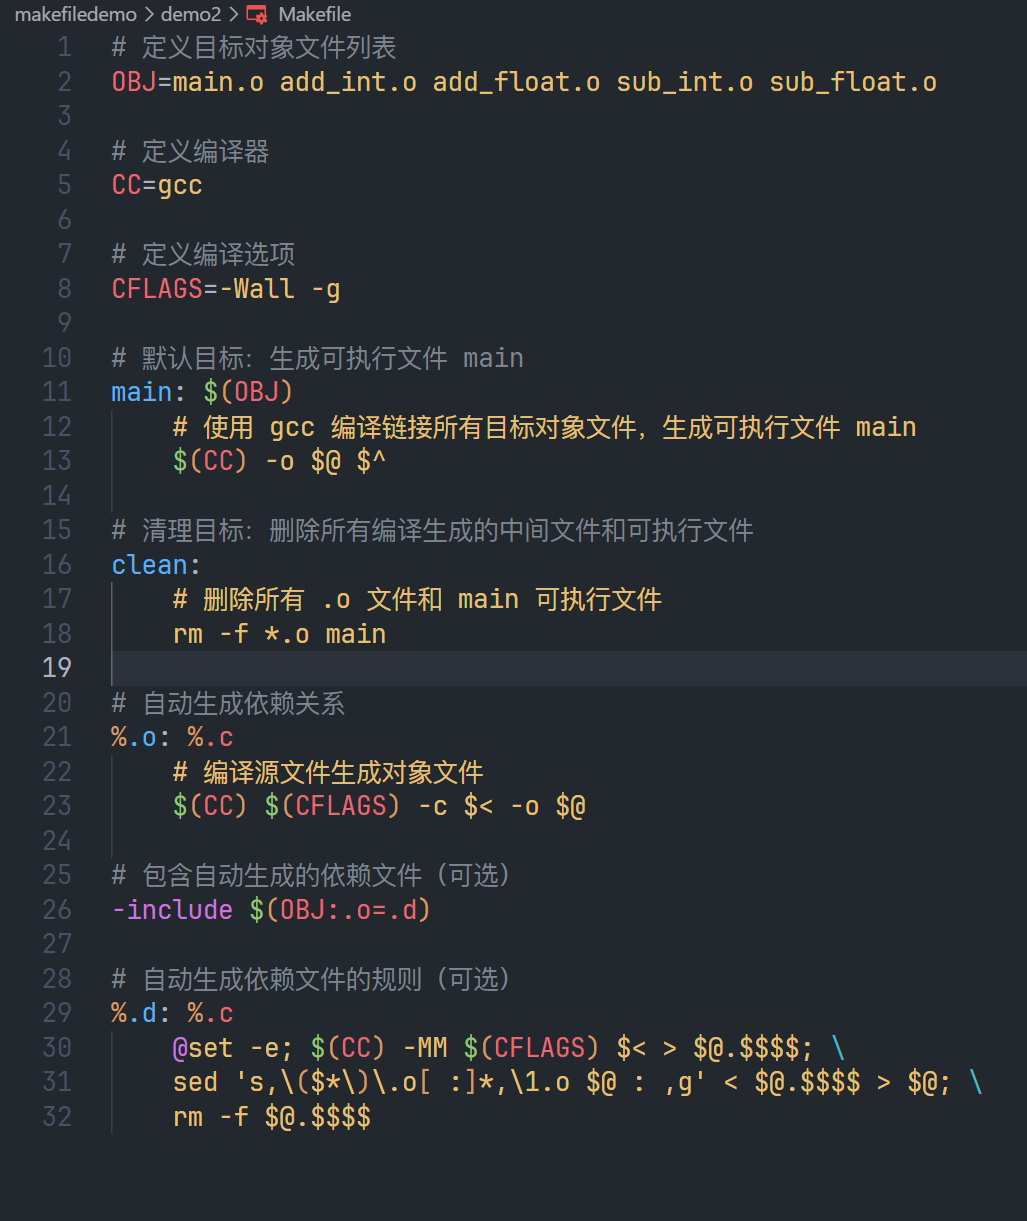 makefiledemo > demo2 > Makefile
1 # 定义目标对象文件列表
2 OBJ=main.o add_int.o add_float.o sub_int.o sub_float.o
3
4 # 定义编译器
5 CC=gcc
6
7 # 定义编译选项
8 CFLAGS=-Wall -g
9
10 # 默认目标：生成可执行文件 main
11 main: $(OBJ)
12     # 使用 gcc 编译链接所有目标对象文件，生成可执行文件 main
13     $(CC) -o $@ $^
14
15 # 清理目标：删除所有编译生成的中间文件和可执行文件
16 clean:
17     # 删除所有 .o 文件和 main 可执行文件
18     rm -f *.o main
19
20 # 自动生成依赖关系
21 %.o: %.c
22     # 编译源文件生成对象文件
23     $(CC) $(CFLAGS) -c $< -o $@
24
25 # 包含自动生成的依赖文件（可选）
26 -include $(OBJ:.o=.d)
27
28 # 自动生成依赖文件的规则（可选）
29 %.d: %.c
30     @set -e; $(CC) -MM $(CFLAGS) $< > $@.$$$$; \
31     sed 's,\($*\)\.o[ :]*,\1.o $@ : ,g' < $@.$$$$ > $@; \
32     rm -f $@.$$$$